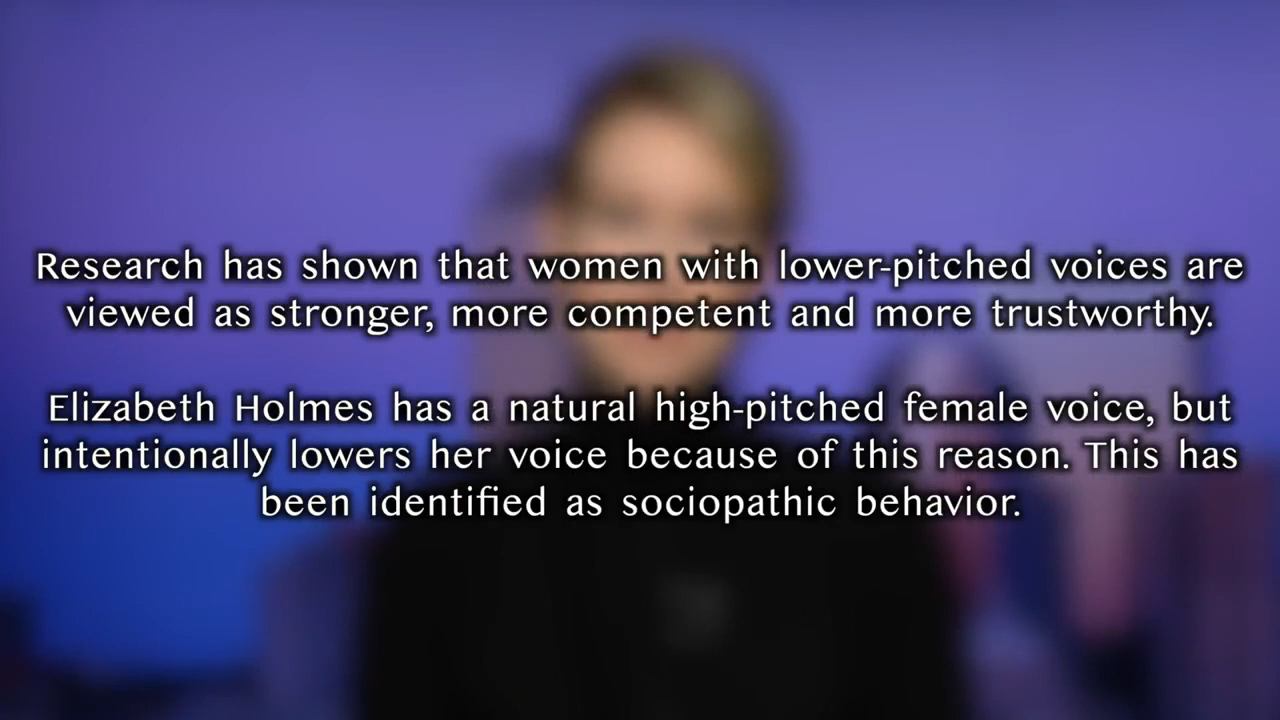 Research has shown that women with lower-pitched voices are
viewed as stronger, more competent and more trustworthy.
Elizabeth Holmes has a natural high-pitched female voice, but
intentionally lowers her voice because of this reason. This has
been identified as sociopathic behavior.